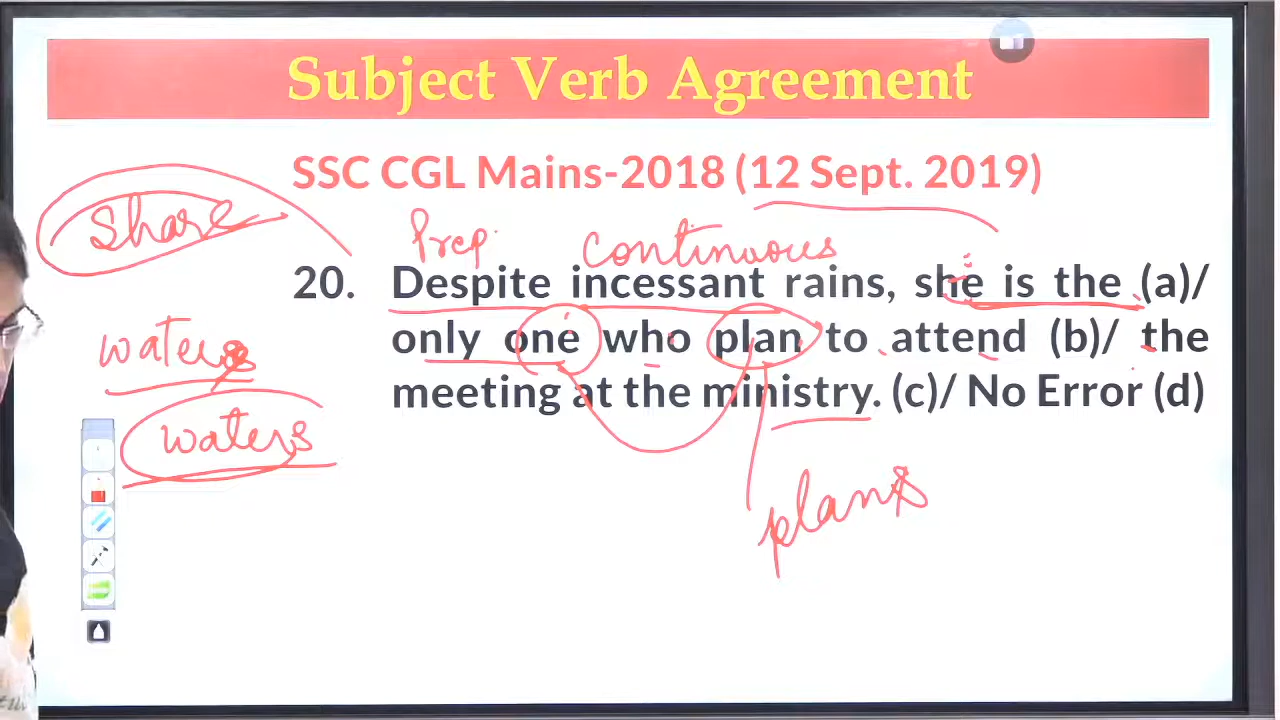 Subject Verb Agreement
SSC CGL Mains-2018 (12 Sept. 2019)
share
Prep. continuous
20. Despite incessant rains, she is the (a)/
only one who plan to attend (b)/ the
meeting at the ministry. (c)/ No Error (d)
waters
waters
plans